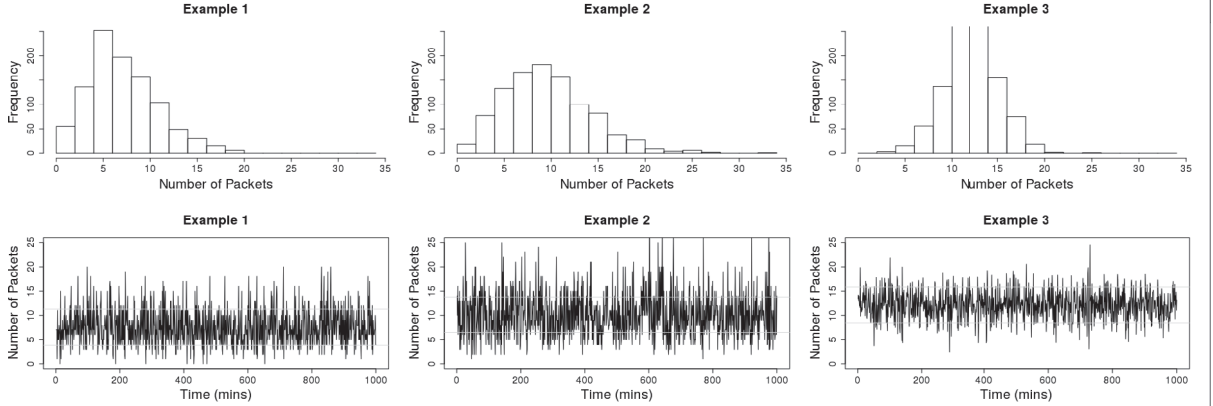 Example 1
Example 2
Example 3
Frequency
0 50 100 200
0 5 10 15 20 25 30 35
Number of Packets
Frequency
0 50 100 200
0 5 10 15 20 25 30 35
Number of Packets
Frequency
0 50 100 200
0 5 10 15 20 25 30 35
Number of Packets
Example 1
Example 2
Example 3
Number of Packets
0 5 10 15 20 25
0 200 400 600 800 1000
Time (mins)
Number of Packets
0 5 10 15 20 25
0 200 400 600 800 1000
Time (mins)
Number of Packets
0 5 10 15 20 25
0 200 400 600 800 1000
Time (mins)